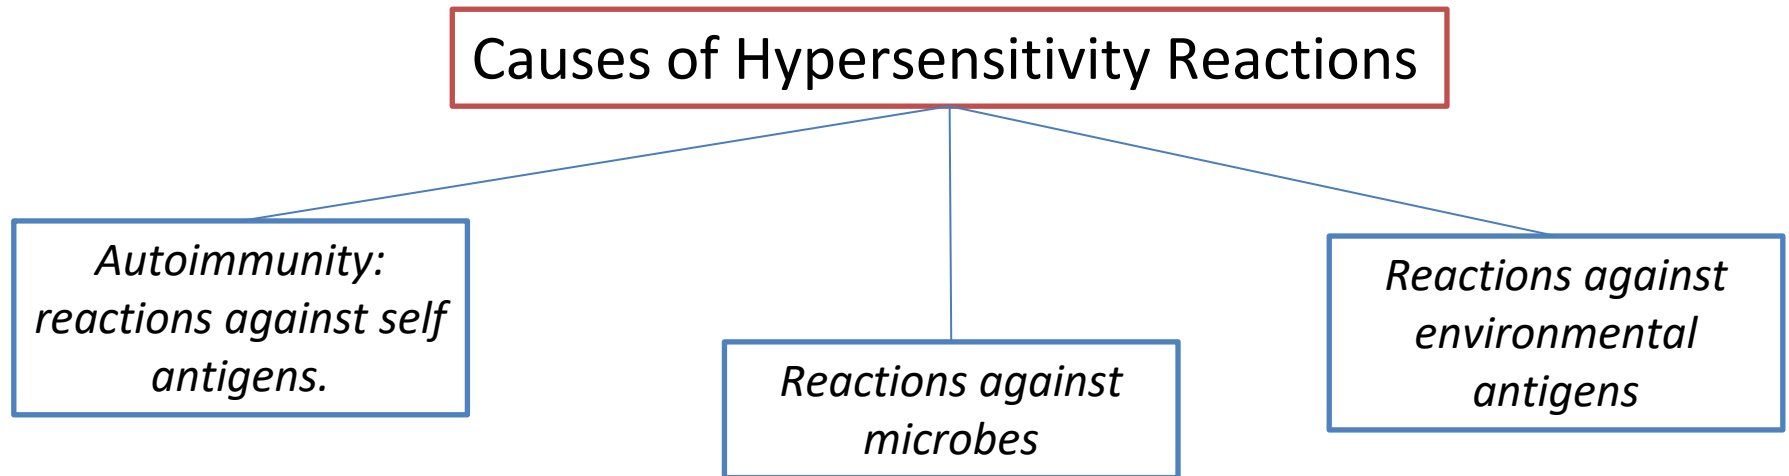 Causes of Hypersensitivity Reactions
Autoimmunity:
reactions against self
antigens.
Reactions against
microbes
Reactions against
environmental
antigens